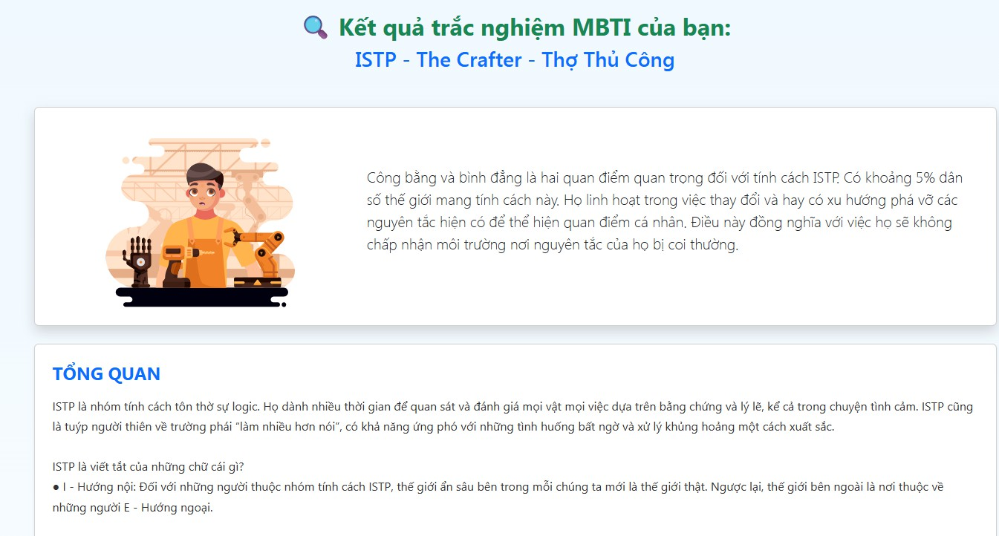 Kết quả trắc nghiệm MBTI của bạn:
ISTP - The Crafter - Thợ Thủ Công
Công bằng và bình đẳng là hai quan điểm quan trọng đối với tính cách ISTP. Có khoảng 5% dân
số thế giới mang tính cách này. Họ linh hoạt trong việc thay đổi và hay có xu hướng phá vỡ các
nguyên tắc hiện có để thể hiện quan điểm cá nhân. Điều này đồng nghĩa với việc họ sẽ không
chấp nhận môi trường nơi nguyên tắc của họ bị coi thường.
TỔNG QUAN
ISTP là nhóm tính cách tôn thờ sự logic. Họ dành nhiều thời gian để quan sát và đánh giá mọi vật mọi việc dựa trên bằng chứng và lý lẽ, kể cả trong chuyện tình cảm. ISTP cũng
là tuýp người thiên về trường phái “làm nhiều hơn nói”, có khả năng ứng phó với những tình huống bất ngờ và xử lý khủng hoảng một cách xuất sắc.
ISTP là viết tắt của những chữ cái gì?
● I - Hướng nội: Đối với những người thuộc nhóm tính cách ISTP, thế giới ẩn sâu bên trong mỗi chúng ta mới là thế giới thật. Ngược lại, thế giới bên ngoài là nơi thuộc về
những người E - Hướng ngoại.